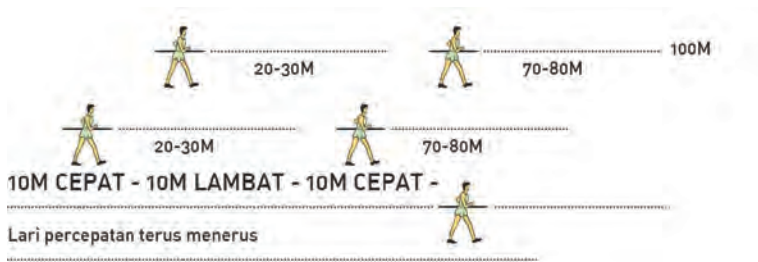 100M
20-30M 70-80M
20-30M 70-80M
10M CEPAT - 10M LAMBAT - 10M CEPAT -
Lari percepatan terus menerus